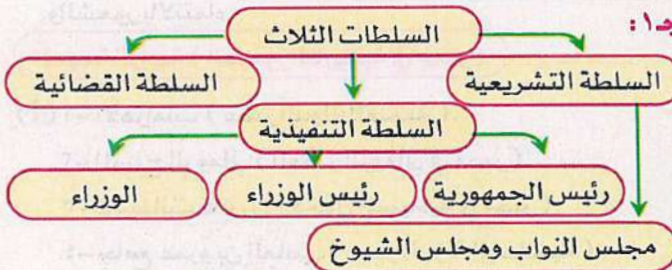 جـ١:
السلطات الثلاث
السلطة التشريعية
السلطة القضائية
السلطة التنفيذية
رئيس الجمهورية
رئيس الوزراء
الوزراء
مجلس النواب ومجلس الشيوخ